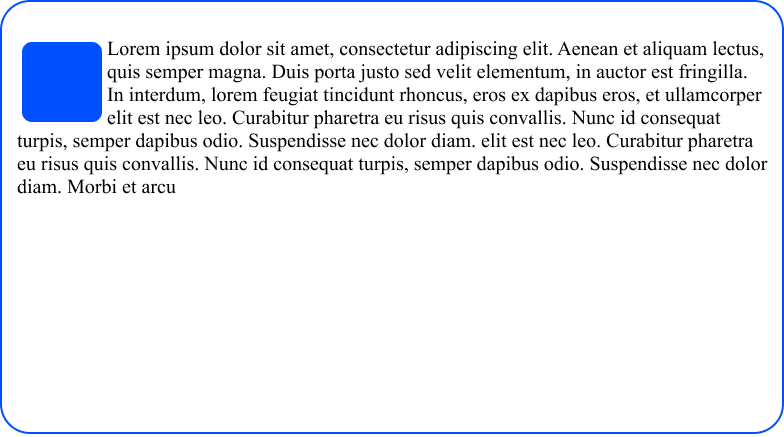 Lorem ipsum dolor sit amet, consectetur adipiscing elit. Aenean et aliquam lectus,
quis semper magna. Duis porta justo sed velit elementum, in auctor est fringilla.
In interdum, lorem feugiat tincidunt rhoncus, eros ex dapibus eros, et ullamcorper
elit est nec leo. Curabitur pharetra eu risus quis convallis. Nunc id consequat
turpis, semper dapibus odio. Suspendisse nec dolor diam. elit est nec leo. Curabitur pharetra
eu risus quis convallis. Nunc id consequat turpis, semper dapibus odio. Suspendisse nec dolor
diam. Morbi et arcu